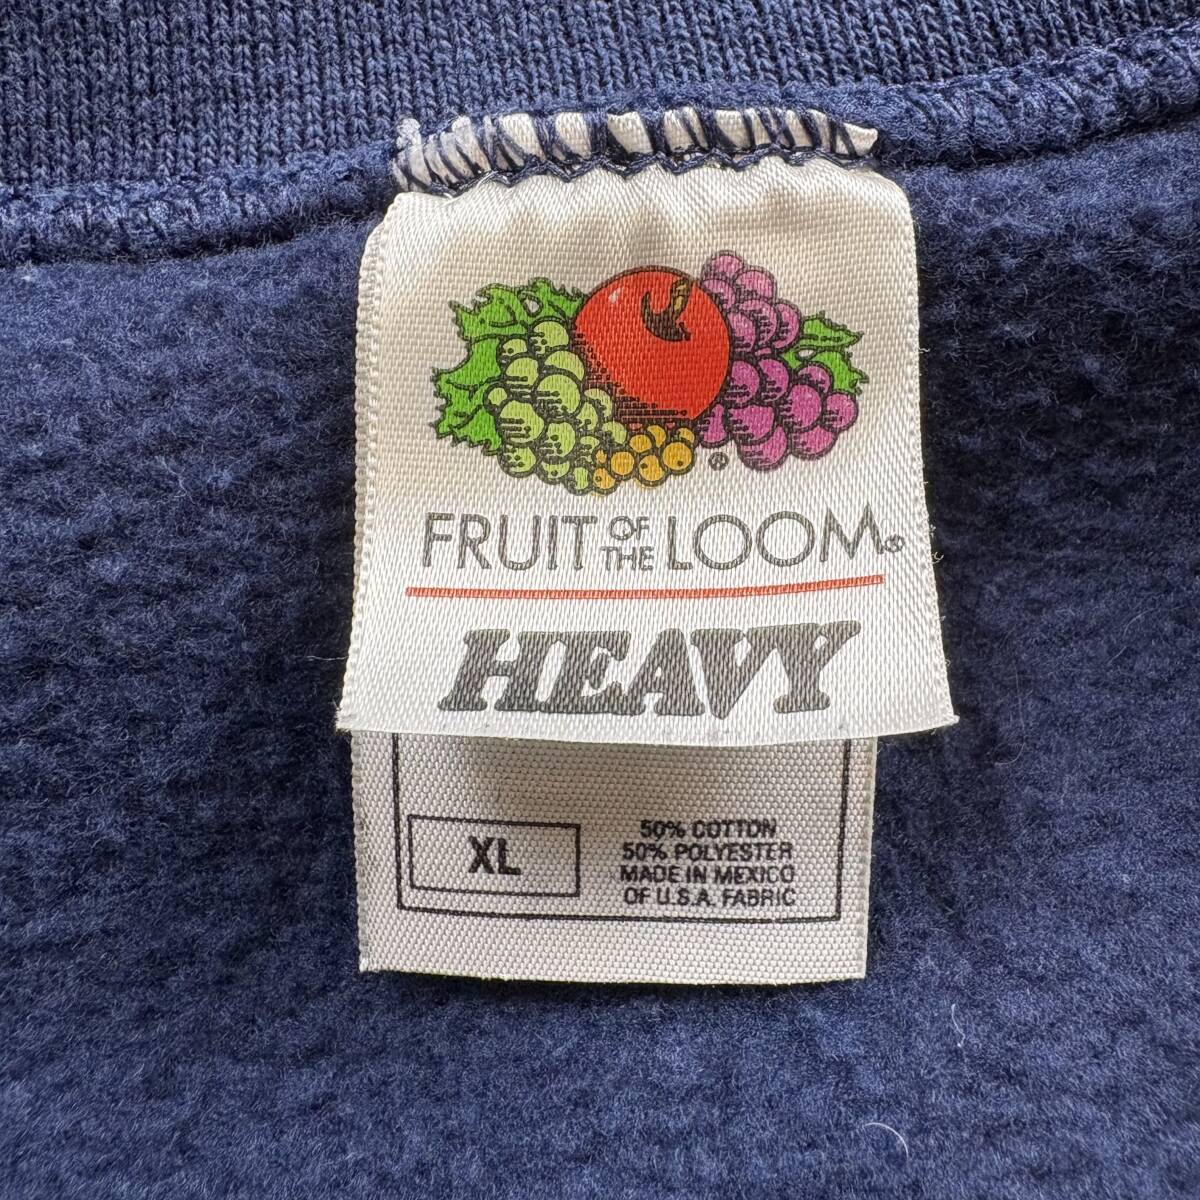 ®
FRUIT OF THE LOOM®
HEAVY
XL
50% COTTON
50% POLYESTER
MADE IN MEXICO
OF U.S.A. FABRIC